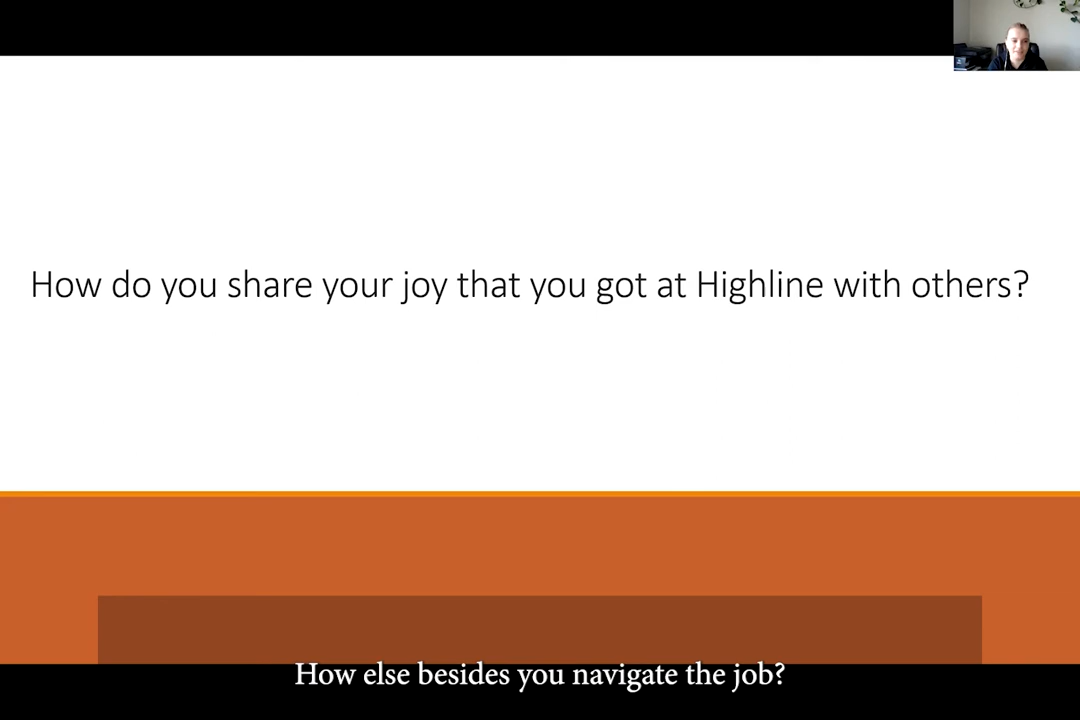 How do you share your joy that you got at Highline with others?
How else besides you navigate the job?